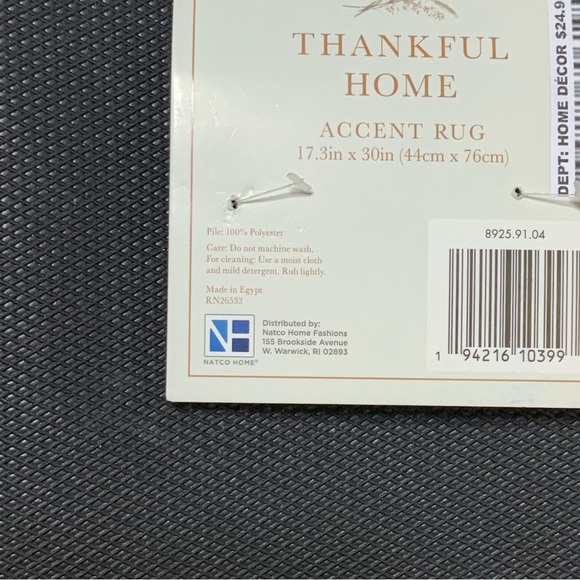 THANKFUL
HOME
ACCENT RUG
17.3in x 30in (44cm x 76cm)
DEPT: HOME DÉCOR $24.9
Pile: 100% Polyester
Care: Do not machine wash.
For cleaning: Use a moist cloth
and mild detergent. Rub lightly.
Made in Egypt
RN26533
NATCO HOME®
Distributed by:
Natco Home Fashions
155 Brookside Avenue
W. Warwick, RI 02893
8925.91.04
1 94216 10399